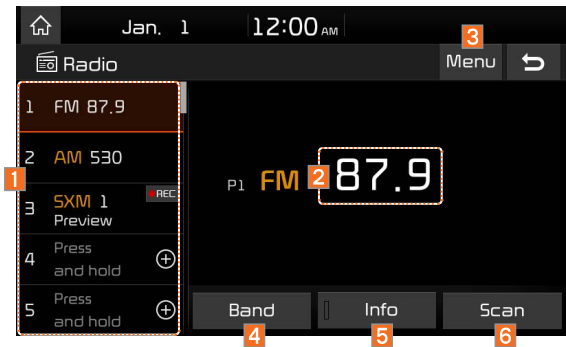 Jan. 1 12:00 AM
3
Radio Menu
1 FM 87.9
2 AM 530
1
3 SXM 1 REC
Preview
4 Press
and hold
5 Press
and hold
P1 FM 2 87.9
Band Info Scan
4 5 6